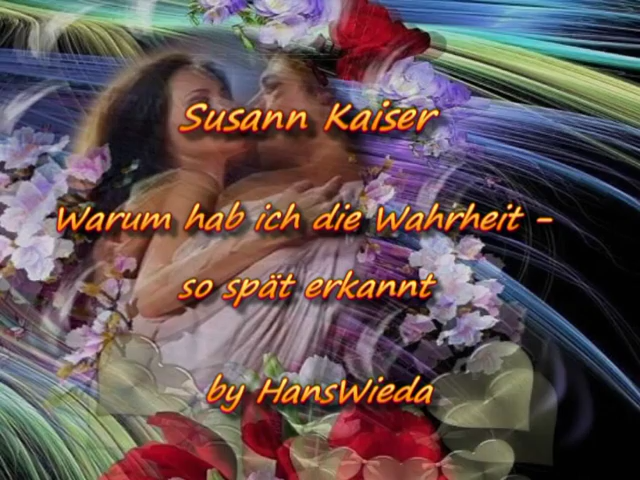 Susann Kaiser
Warum hab ich die Wahrheit -
so spät erkannt
by HansWieda